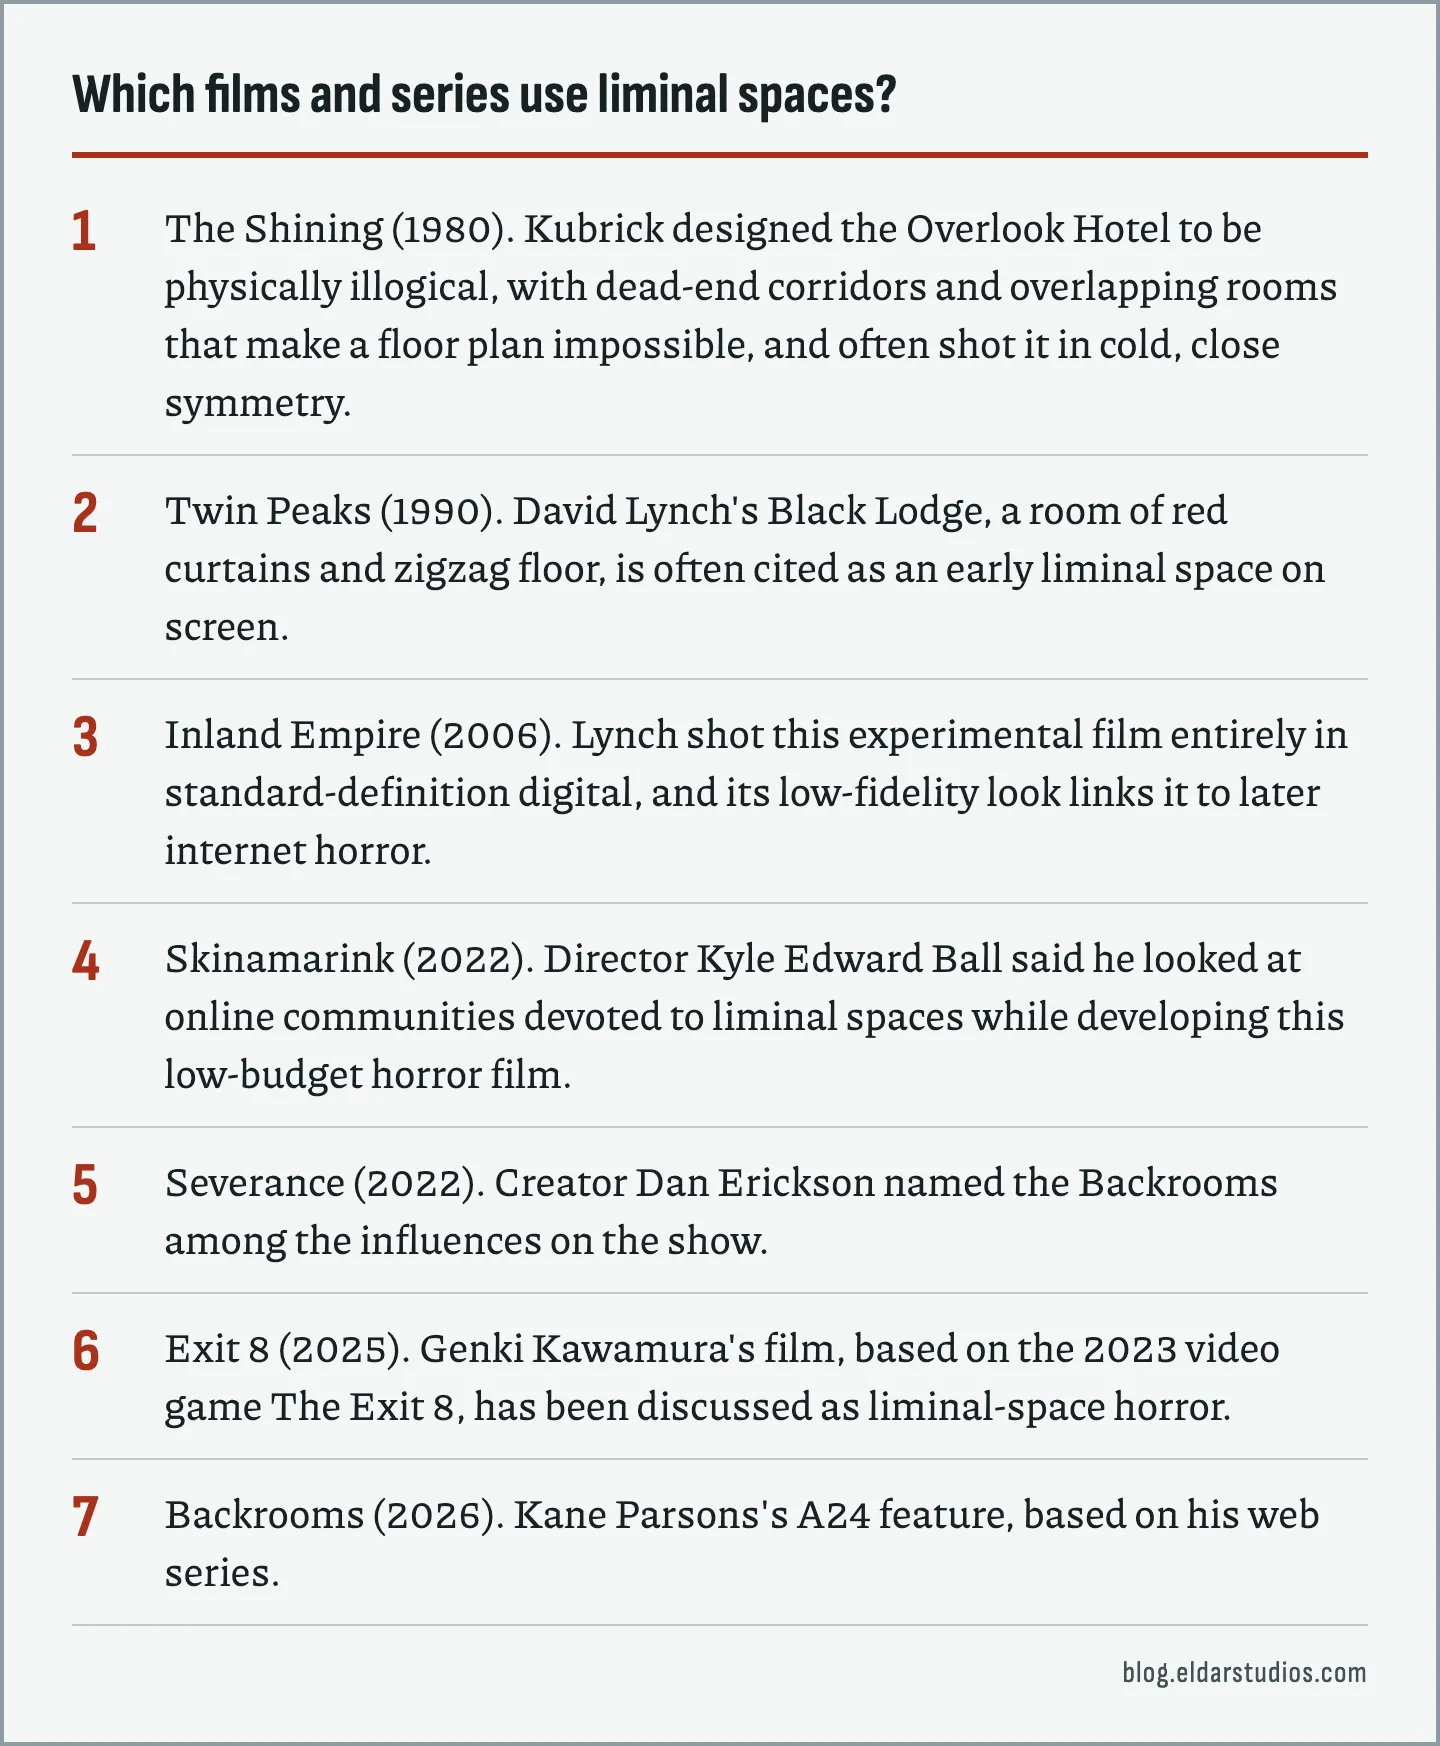 Which films and series use liminal spaces?
1 The Shining (1980). Kubrick designed the Overlook Hotel to be
physically illogical, with dead-end corridors and overlapping rooms
that make a floor plan impossible, and often shot it in cold, close
symmetry.
2 Twin Peaks (1990). David Lynch's Black Lodge, a room of red
curtains and zigzag floor, is often cited as an early liminal space on
screen.
3 Inland Empire (2006). Lynch shot this experimental film entirely in
standard-definition digital, and its low-fidelity look links it to later
internet horror.
4 Skinamarink (2022). Director Kyle Edward Ball said he looked at
online communities devoted to liminal spaces while developing this
low-budget horror film.
5 Severance (2022). Creator Dan Erickson named the Backrooms
among the influences on the show.
6 Exit 8 (2025). Genki Kawamura's film, based on the 2023 video
game The Exit 8, has been discussed as liminal-space horror.
7 Backrooms (2026). Kane Parsons's A24 feature, based on his web
series.
blog.eldarstudios.com